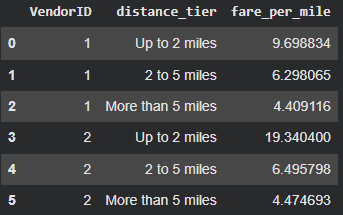 VendorID distance_tier fare_per_mile
0 1 Up to 2 miles 9.698834
1 1 2 to 5 miles 6.298065
2 1 More than 5 miles 4.409116
3 2 Up to 2 miles 19.340400
4 2 2 to 5 miles 6.495798
5 2 More than 5 miles 4.474693